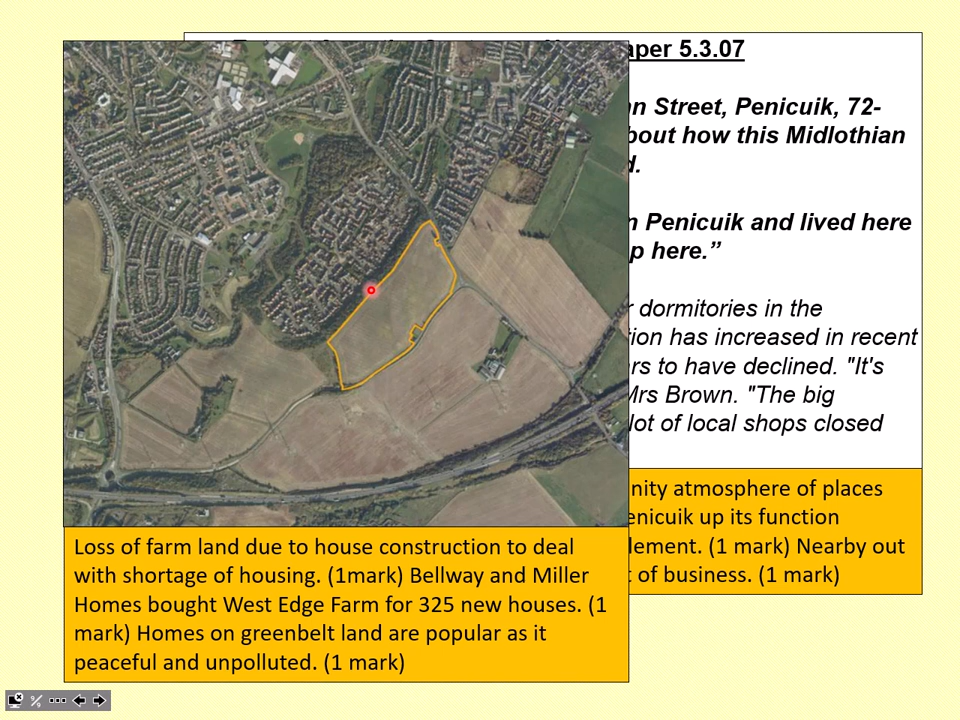 aper 5.3.07
Street, Penicuik, 72-
bout how this Midlothian
d.
Penicuik and lived here
p here.”
dormitories in the
tion has increased in recent
rs to have declined. "It's
Mrs Brown. "The big
lot of local shops closed
nity atmosphere of places
enicuik up its function
lement. (1 mark) Nearby out
of business. (1 mark)
Loss of farm land due to house construction to deal
with shortage of housing. (1mark) Bellway and Miller
Homes bought West Edge Farm for 325 new houses. (1
mark) Homes on greenbelt land are popular as it
peaceful and unpolluted. (1 mark)